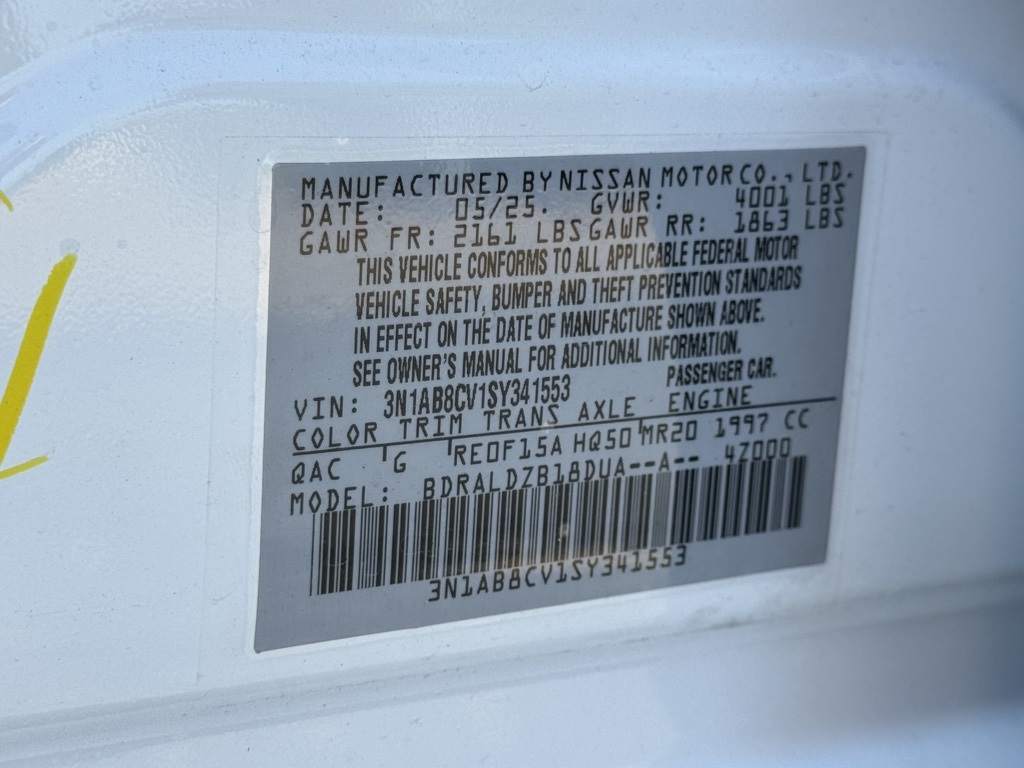 MANUFACTURED BY NISSAN MOTOR CO., LTD.
DATE: 05/25. GVWR: 4001 LBS
GAWR FR: 2161 LBS GAWR RR: 1863 LBS
THIS VEHICLE CONFORMS TO ALL APPLICABLE FEDERAL MOTOR
VEHICLE SAFETY, BUMPER AND THEFT PREVENTION STANDARDS
IN EFFECT ON THE DATE OF MANUFACTURE SHOWN ABOVE.
SEE OWNER'S MANUAL FOR ADDITIONAL INFORMATION.
VIN: 3N1AB8CV1SY341553 PASSENGER CAR.
COLOR TRIM TRANS AXLE ENGINE
QAC G RE0F15A HQ50 MR20 1997 CC
MODEL: BDRALDZB18DUA--A-- 47000
3N1AB8CV1SY341553